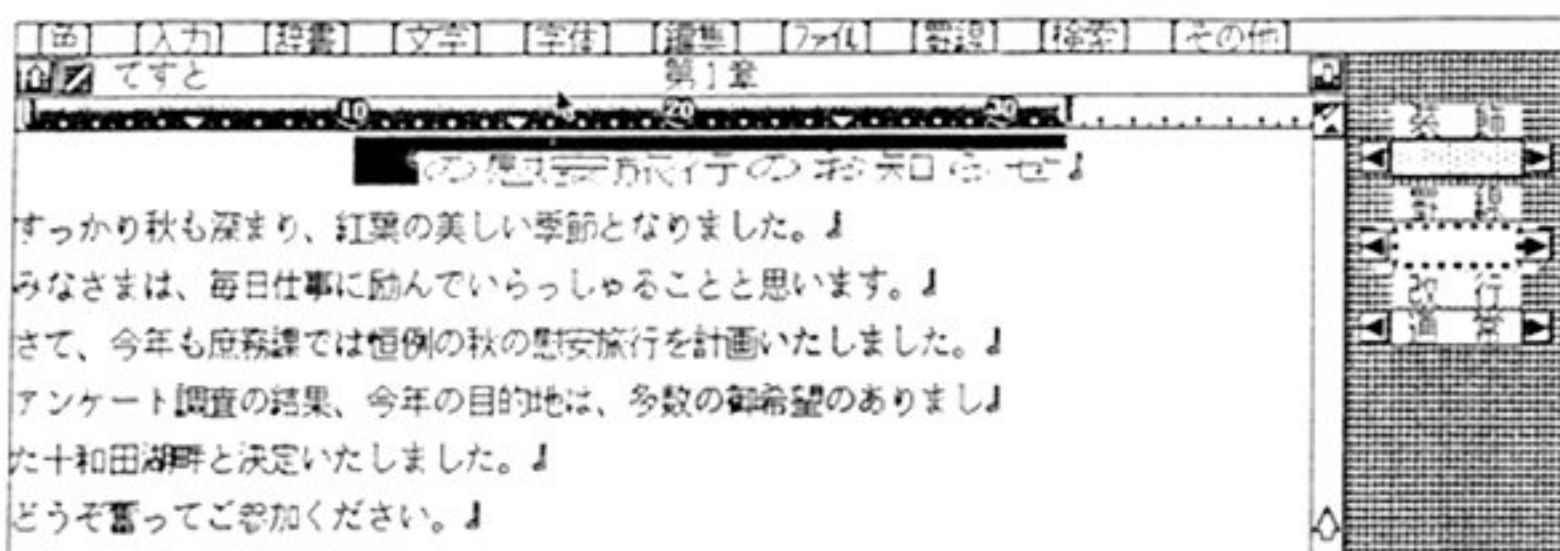 [色] [入力] [辞書] [文字] [字体] [編集] [ファイル] [罫線] [検索] [その他]
てすと 第1章
10 20 30
の慰安旅行のお知らせ
すっかり秋も深まり、紅葉の美しい季節となりました。
みなさまは、毎日仕事に励んでいらっしゃることと思います。
さて、今年も庶務課では恒例の秋の慰安旅行を計画いたしました。
アンケート調査の結果、今年の目的地は、多数の御希望のありまし
た十和田湖畔と決定いたしました。
どうぞ奮ってご参加ください。
装飾
罫線
改行
通常